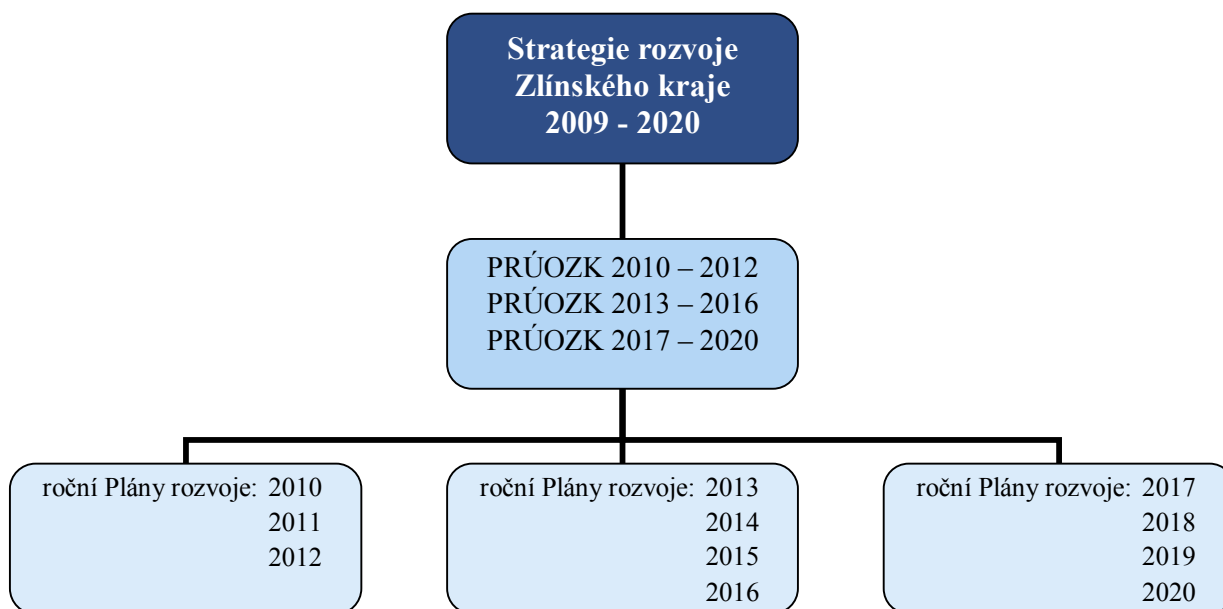 Strategie rozvoje
Zlínského kraje
2009 - 2020
PRÚOZK 2010 – 2012
PRÚOZK 2013 – 2016
PRÚOZK 2017 – 2020
roční Plány rozvoje: 2010
2011
2012
roční Plány rozvoje: 2013
2014
2015
2016
roční Plány rozvoje: 2017
2018
2019
2020